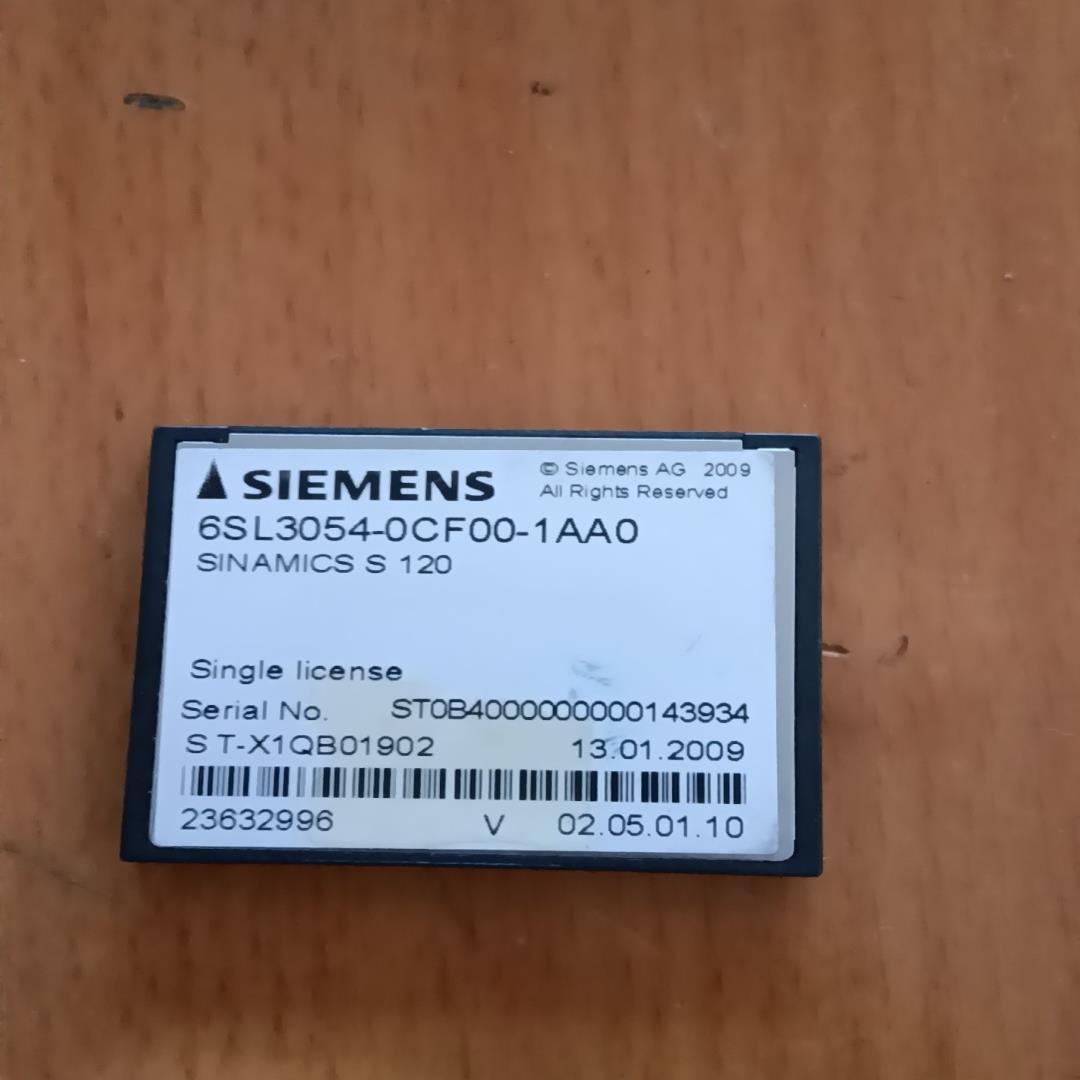 SIEMENS
© Siemens AG 2009
All Rights Reserved
6SL3054-0CF00-1AA0
SINAMICS S 120
Single license
Serial No. ST0B4000000000143934
S T-X1QB01902 13.01.2009
23632996 V 02.05.01.10